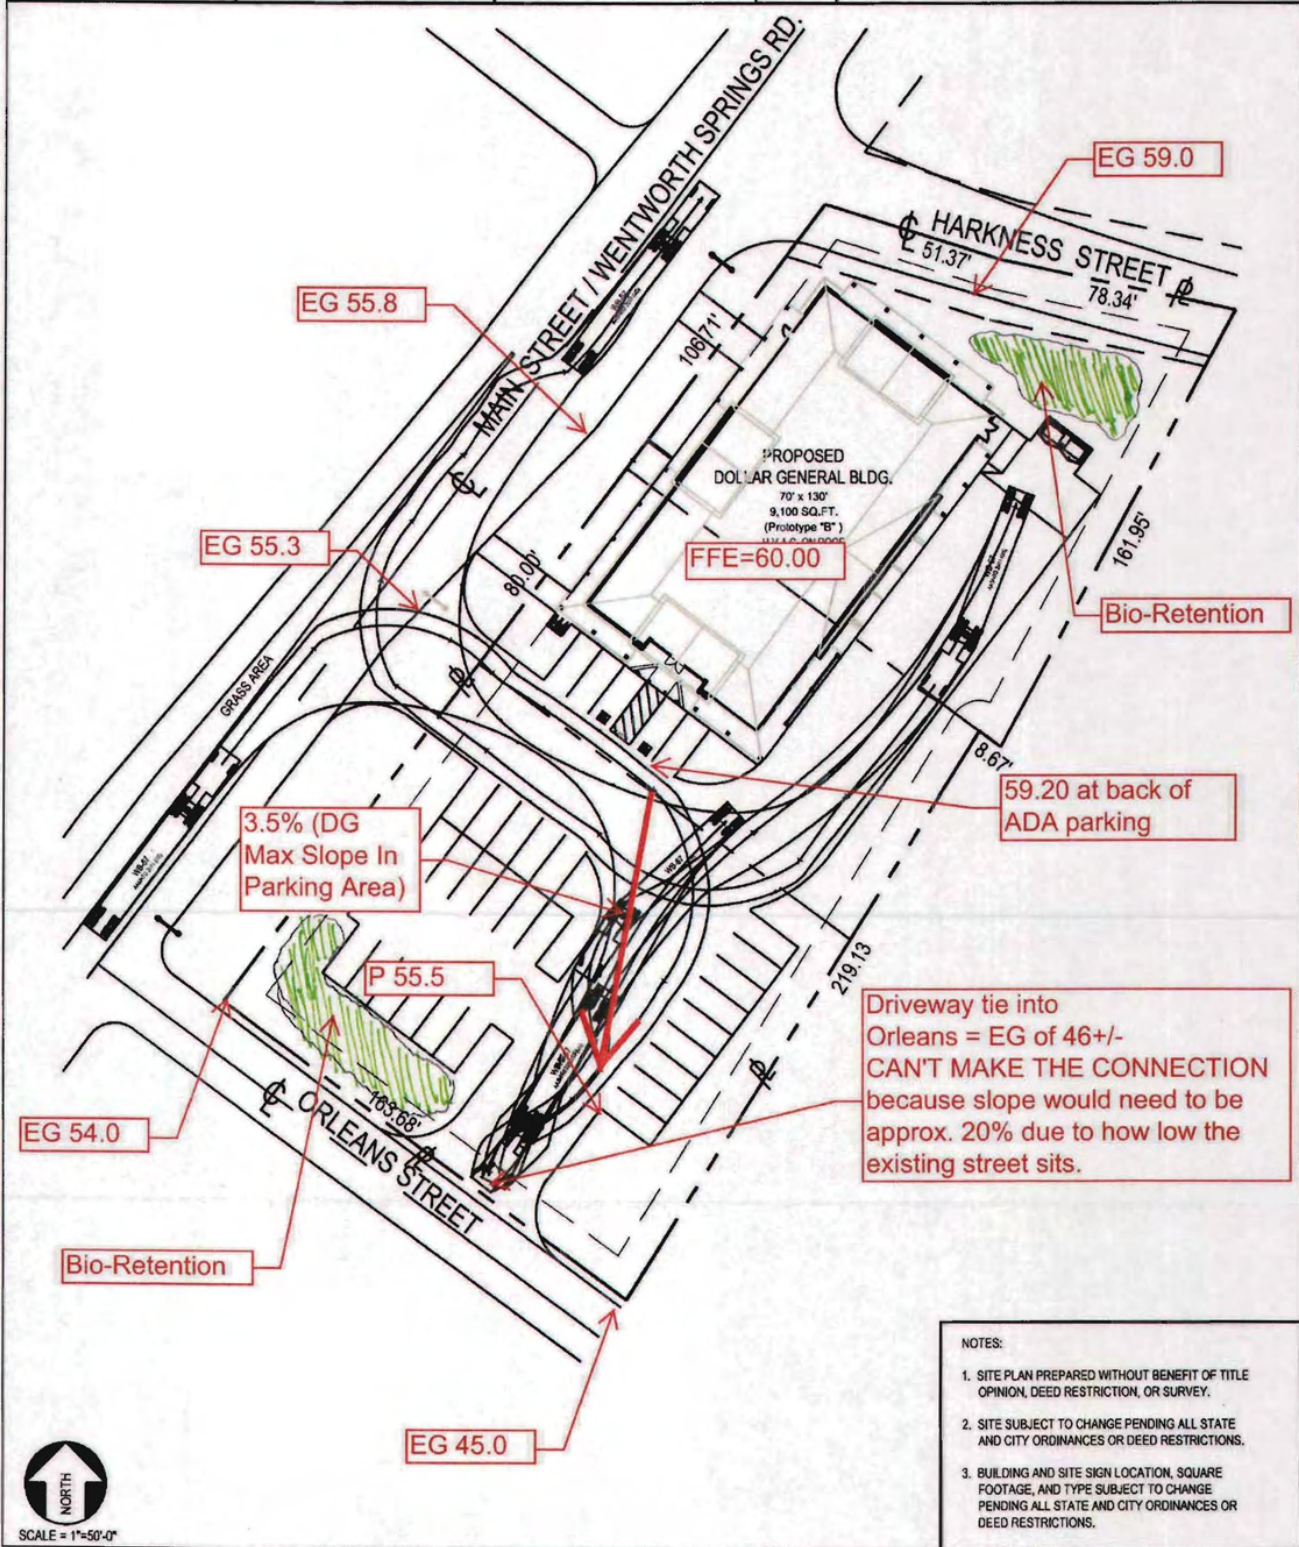 MAIN STREET / WENTWORTH SPRINGS RD.
EG 59.0
HARKNESS STREET
51.37'
78.34'
EG 55.8
106.71'
PROPOSED
DOLLAR GENERAL BLDG.
70' x 130'
9,100 SQ.FT.
(Prototype "B")
FFE=60.00
EG 55.3
80.00'
161.95'
Bio-Retention
GRASS AREA
8.67'
59.20 at back of
ADA parking
3.5% (DG
Max Slope In
Parking Area)
WB-67
WB-67
P 55.5
219.13
Driveway tie into
Orleans = EG of 46+/-
CAN'T MAKE THE CONNECTION
because slope would need to be
approx. 20% due to how low the
existing street sits.
163.68'
ORLEANS STREET
EG 54.0
Bio-Retention
EG 45.0
NORTH
SCALE = 1"=50'-0"
NOTES:
1. SITE PLAN PREPARED WITHOUT BENEFIT OF TITLE
OPINION, DEED RESTRICTION, OR SURVEY.
2. SITE SUBJECT TO CHANGE PENDING ALL STATE
AND CITY ORDINANCES OR DEED RESTRICTIONS.
3. BUILDING AND SITE SIGN LOCATION, SQUARE
FOOTAGE, AND TYPE SUBJECT TO CHANGE
PENDING ALL STATE AND CITY ORDINANCES OR
DEED RESTRICTIONS.